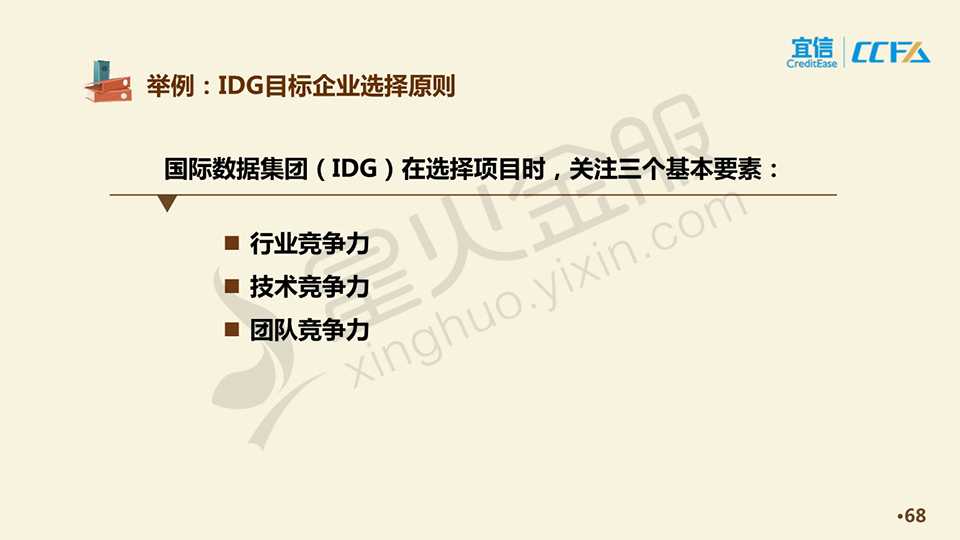 宜信
CreditEase
CCFA
举例：IDG目标企业选择原则
国际数据集团（IDG）在选择项目时，关注三个基本要素：
■ 行业竞争力
■ 技术竞争力
■ 团队竞争力
星火金服
xinghuo.yixin.com
•68